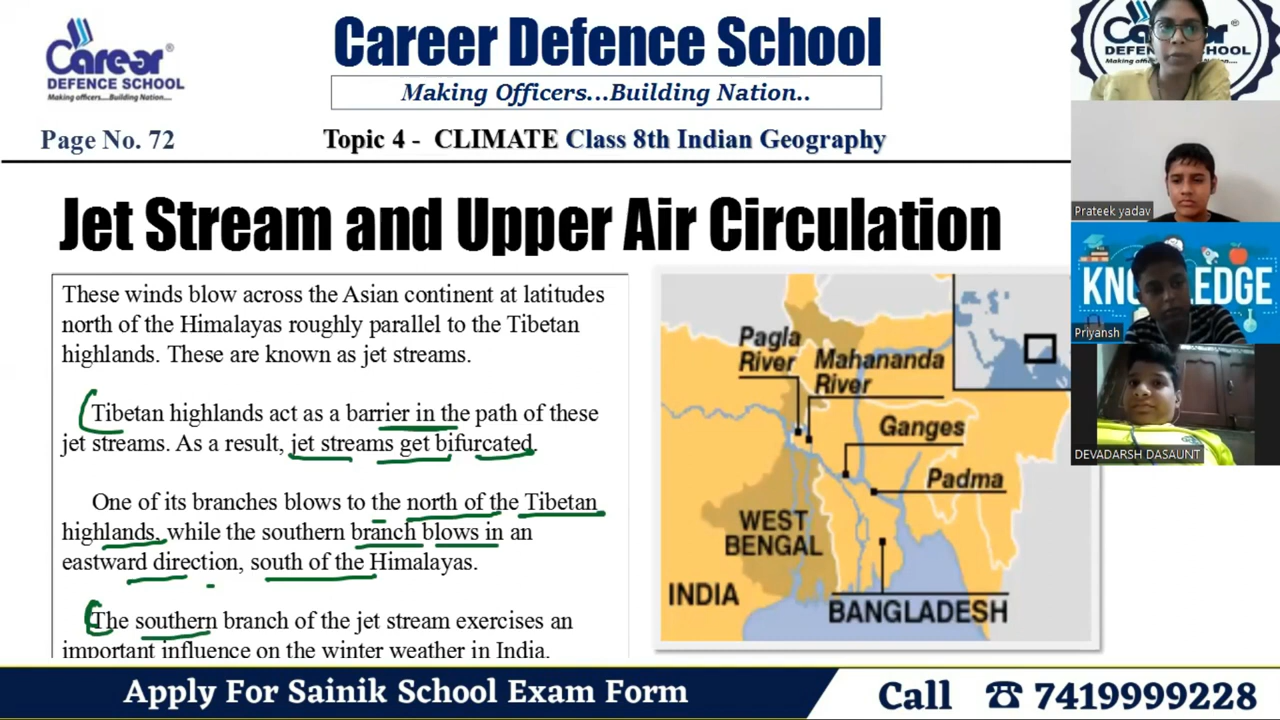 Career
DEFENCE SCHOOL
Making officers....Building Nation....
Career Defence School
Making Officers...Building Nation..
Page No. 72
Topic 4 - CLIMATE Class 8th Indian Geography
Jet Stream and Upper Air Circulation
These winds blow across the Asian continent at latitudes
north of the Himalayas roughly parallel to the Tibetan
highlands. These are known as jet streams.
Tibetan highlands act as a barrier in the path of these
jet streams. As a result, jet streams get bifurcated.
One of its branches blows to the north of the Tibetan
highlands, while the southern branch blows in an
eastward direction, south of the Himalayas.
The southern branch of the jet stream exercises an
important influence on the winter weather in India.
Pagla
River
Mahananda
River
Ganges
Padma
WEST
BENGAL
INDIA
BANGLADESH
Prateek yadav
Priyansh
DEVADARSH DASAUNT
Apply For Sainik School Exam Form
Call ☎ 7419999228